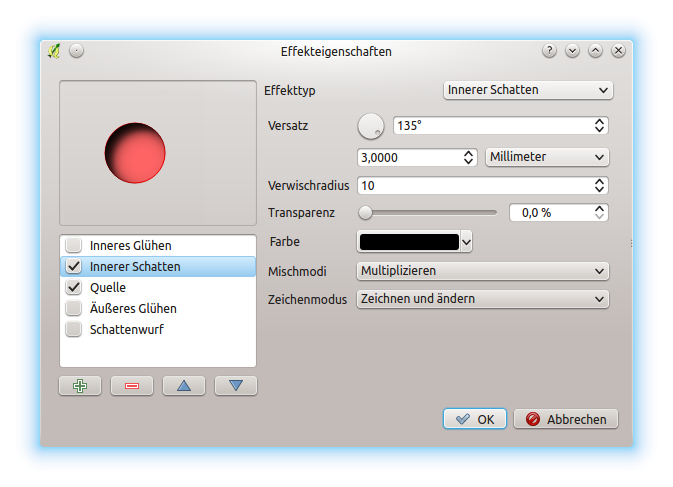 Effekteigenschaften
Effekttyp Innerer Schatten
Versatz 135°
3,0000 Millimeter
Verwischradius 10
Transparenz 0,0 %
Farbe
Mischmodi Multiplizieren
Zeichenmodus Zeichnen und ändern
Inneres Glühen
Innerer Schatten
Quelle
Äußeres Glühen
Schattenwurf
OK Abbrechen